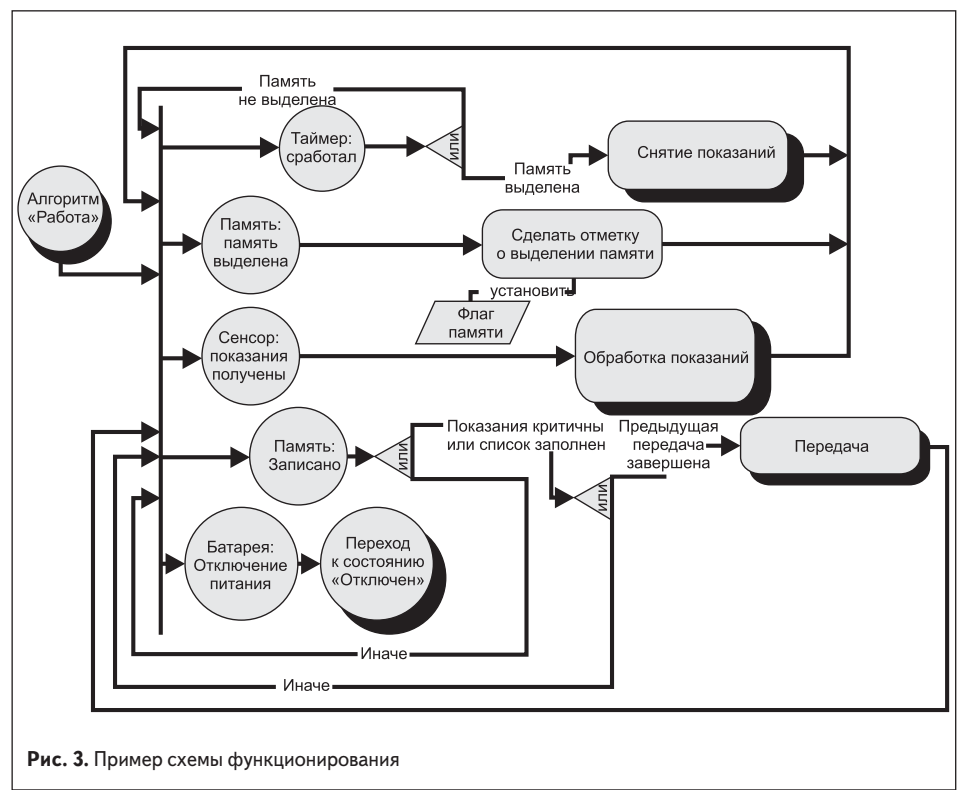 Память
не выделена
Таймер:
сработал
или
Память
выделена
Снятие показаний
Алгоритм
«Работа»
Память:
память
выделена
Сделать отметку
о выделении памяти
установить
Флаг
памяти
Сенсор:
показания
получены
Обработка показаний
Память:
Записано
или
Показания критичны
или список заполнен
или
Предыдущая
передача
завершена
Передача
Батарея:
Отключение
питания
Переход
к состоянию
«Отключен»
Иначе
Иначе
Рис. 3. Пример схемы функционирования